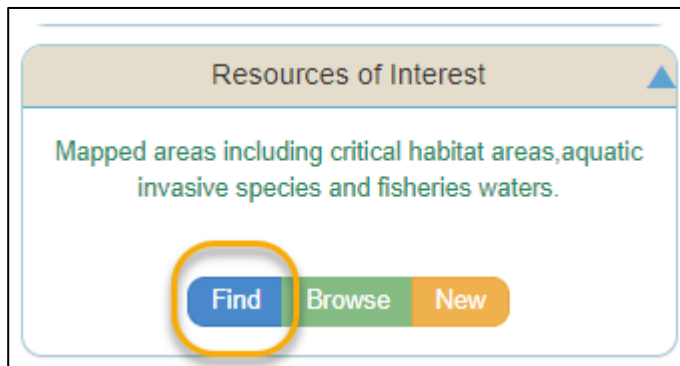 Resources of Interest
Mapped areas including critical habitat areas,aquatic
invasive species and fisheries waters.
Find Browse New